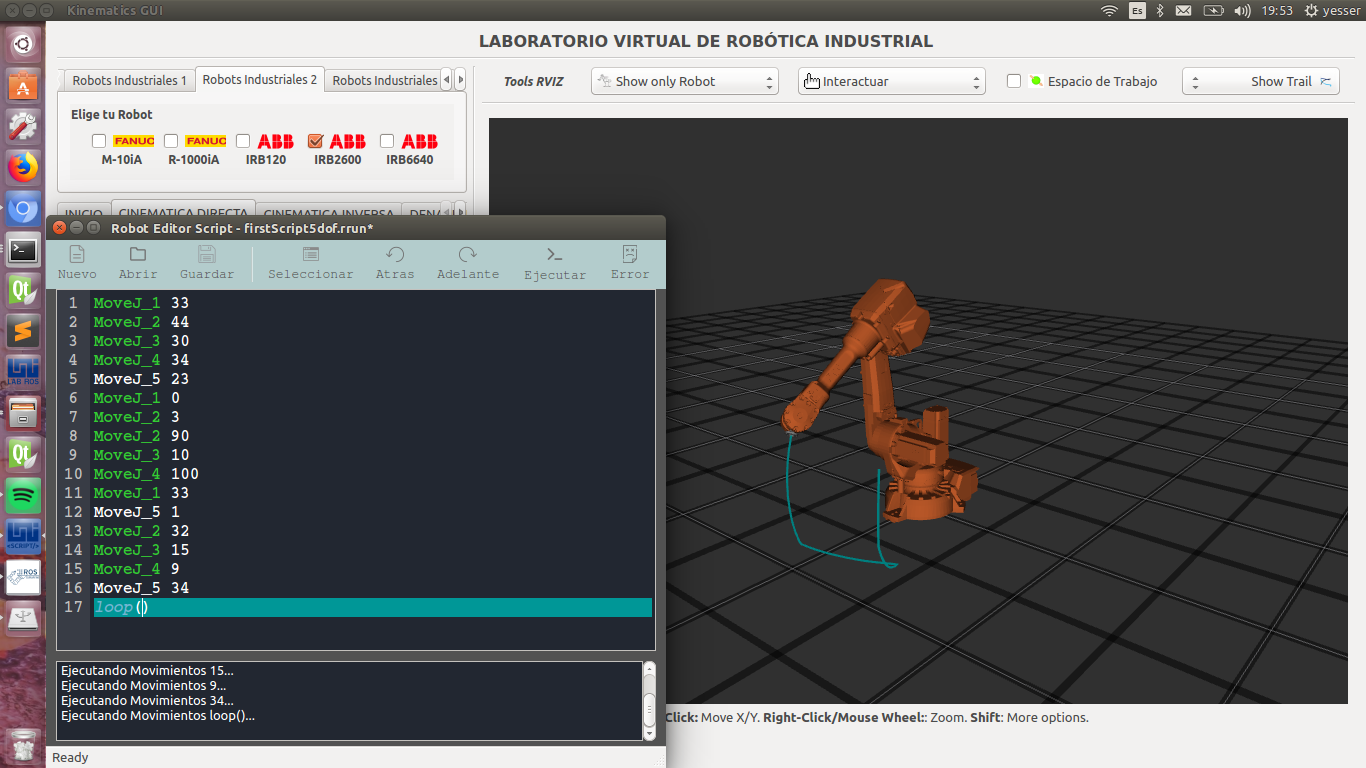 Kinematics GUI
Es
19:53
yesser
LABORATORIO VIRTUAL DE ROBÓTICA INDUSTRIAL
Robots Industriales 1
Robots Industriales 2
Robots Industriales
Tools RVIZ
Show only Robot
Interactuar
Espacio de Trabajo
Show Trail
Elige tu Robot
FANUC FANUC ABB ABB ABB
M-10iA R-1000iA IRB120 IRB2600 IRB6640
INICIO CINEMATICA DIRECTA CINEMATICA INVERSA DENA
Robot Editor Script - firstScript5dof.rrun*
Nuevo Abrir Guardar Seleccionar Atras Adelante Ejecutar Error
1 MoveJ_1 33
2 MoveJ_2 44
3 MoveJ_3 30
4 MoveJ_4 34
5 MoveJ_5 23
6 MoveJ_1 0
7 MoveJ_2 3
8 MoveJ_2 90
9 MoveJ_3 10
10 MoveJ_4 100
11 MoveJ_1 33
12 MoveJ_5 1
13 MoveJ_2 32
14 MoveJ_3 15
15 MoveJ_4 9
16 MoveJ_5 34
17 loop()
Ejecutando Movimientos 15...
Ejecutando Movimientos 9...
Ejecutando Movimientos 34...
Ejecutando Movimientos loop()...
Ready
Click: Move X/Y. Right-Click/Mouse Wheel:: Zoom. Shift: More options.
Qt
LAB ROS
Qt
<SCRIPT/>
ROS